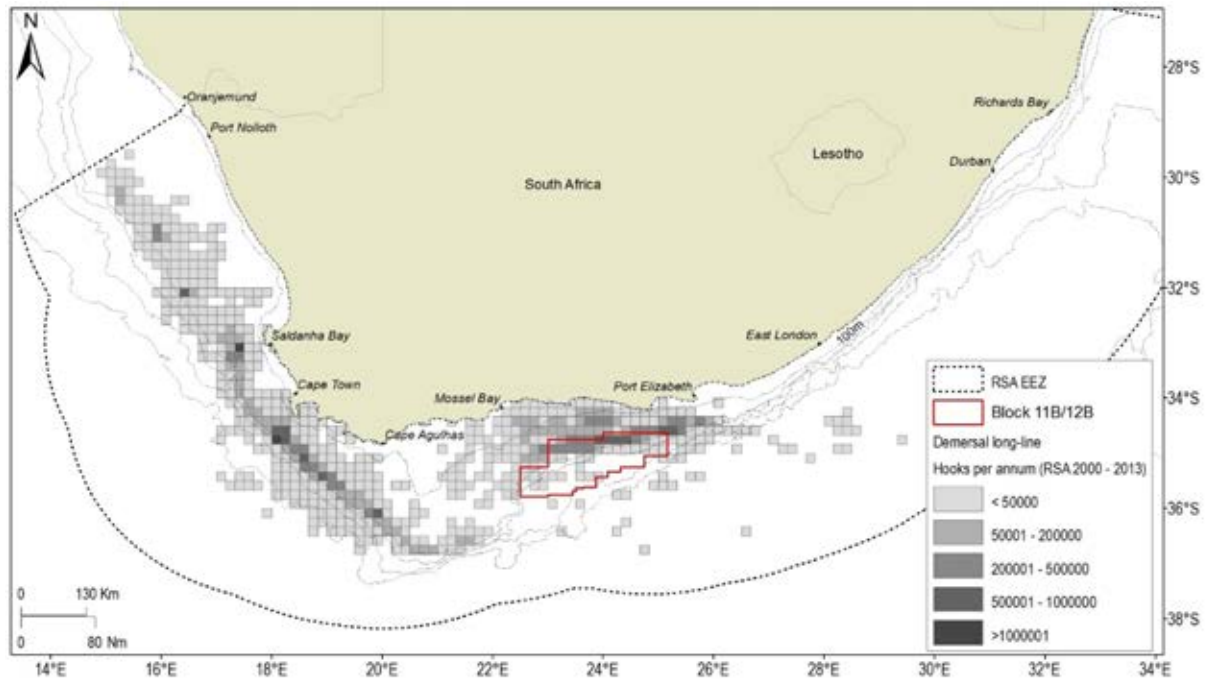 N
Oranjemund
Port Nolloth
Richards Bay
Lesotho
Durban
South Africa
Saldanha Bay
East London
100m
Cape Town
Mossel Bay
Port Elizabeth
Cape Agulhas
RSA EEZ
Block 11B/12B
Demersal long-line
Hooks per annum (RSA 2000 - 2013)
< 50000
50001 - 200000
200001 - 500000
500001 - 1000000
>1000001
0 130 Km
0 80 Nm
28°S
30°S
32°S
34°S
36°S
38°S
14°E 16°E 18°E 20°E 22°E 24°E 26°E 28°E 30°E 32°E 34°E